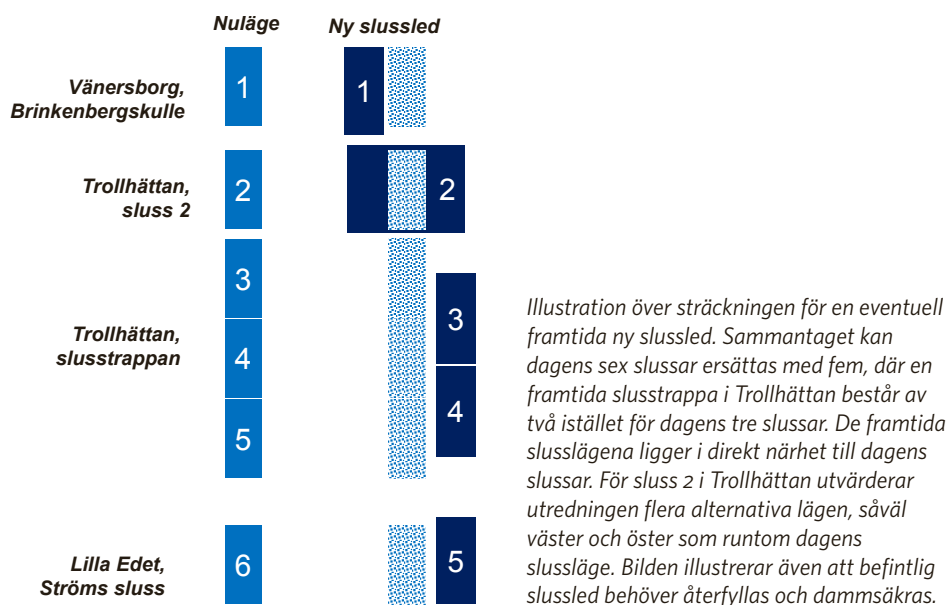 Nuläge
Ny slussled
Vänersborg,
Brinkenbergskulle
1
1
Trollhättan,
sluss 2
2
2
Trollhättan,
slusstrappan
3
4
5
3
4
Lilla Edet,
Ströms sluss
6
5
Illustration över sträckningen för en eventuell
framtida ny slussled. Sammantaget kan
dagens sex slussar ersättas med fem, där en
framtida slusstrappa i Trollhättan består av
två istället för dagens tre slussar. De framtida
slusslägena ligger i direkt närhet till dagens
slussar. För sluss 2 i Trollhättan utvärderar
utredningen flera alternativa lägen, såväl
väster och öster som runtom dagens
slussläge. Bilden illustrerar även att befintlig
slussled behöver återfyllas och dammsäkras.